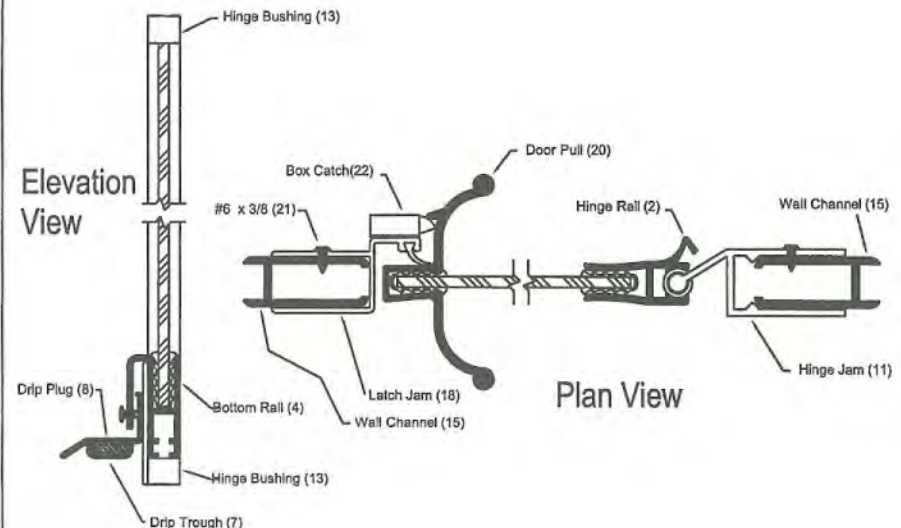 Hinge Bushing (13)
Elevation
View
Door Pull (20)
Box Catch(22)
#6 x 3/8 (21)
Hinge Rail (2)
Wall Channel (15)
Drip Plug (8)
Bottom Rail (4)
Latch Jam (18)
Wall Channel (15)
Plan View
Hinge Jam (11)
Hinge Bushing (13)
Drip Trough (7)